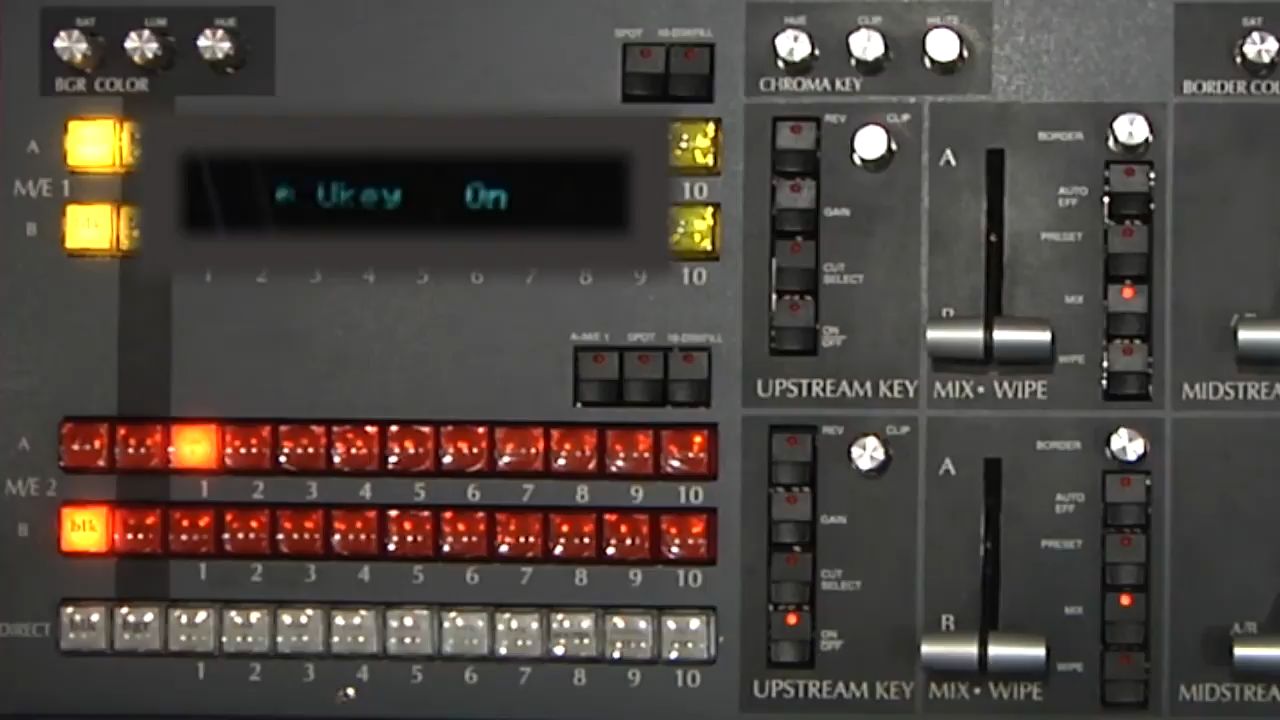 SAT LUM HUE
BGR COLOR
SPOT
HUE CLIP
CHROMA KEY
SAT
BORDER COL
A
M/E 1
B
* Ukey On
10
1 2 3 4 5 6 7 8 9 10
REV CLIP
GAIN
CUT
SELECT
ON
OFF
UPSTREAM KEY
A
B
BORDER
AUTO
EFF
PRESET
MIX
WIPE
MIX • WIPE
MIDSTREA
A-M/E 1 SPOT
A
M/E 2
B
1 2 3 4 5 6 7 8 9 10
blk
1 2 3 4 5 6 7 8 9 10
DIRECT
1 2 3 4 5 6 7 8 9 10
REV CLIP
GAIN
CUT
SELECT
ON
OFF
UPSTREAM KEY
A
B
BORDER
AUTO
EFF
PRESET
MIX
WIPE
MIX • WIPE
A/B
MIDSTREA